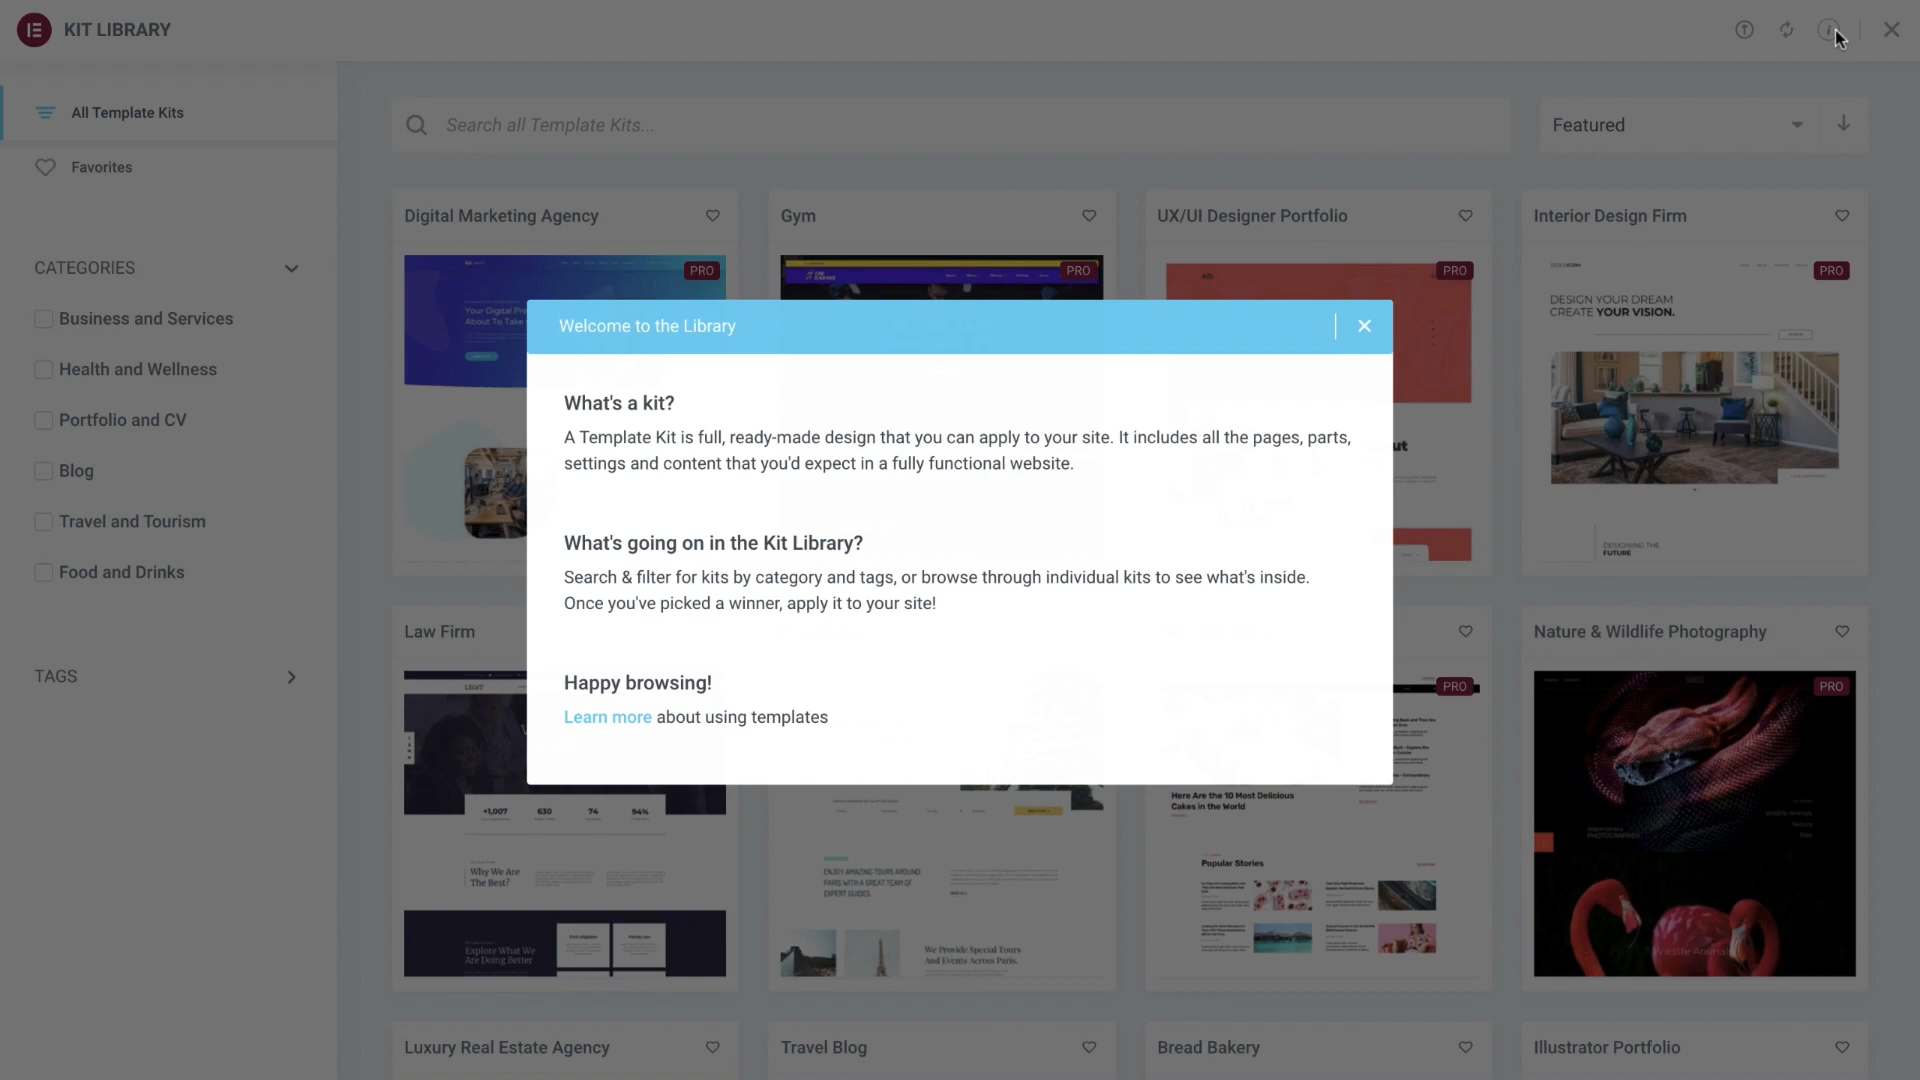 KIT LIBRARY
All Template Kits
Favorites
CATEGORIES
Business and Services
Health and Wellness
Portfolio and CV
Blog
Travel and Tourism
Food and Drinks
TAGS
Search all Template Kits...
Featured
Digital Marketing Agency
PRO
Gym
PRO
UX/UI Designer Portfolio
PRO
Interior Design Firm
PRO
DESIGN YOUR DREAM
CREATE YOUR VISION.
DESIGNING THE
FUTURE
Welcome to the Library
What's a kit?
A Template Kit is full, ready-made design that you can apply to your site. It includes all the pages, parts,
settings and content that you'd expect in a fully functional website.
What's going on in the Kit Library?
Search & filter for kits by category and tags, or browse through individual kits to see what's inside.
Once you've picked a winner, apply it to your site!
Happy browsing!
Learn more about using templates
Law Firm
+1,007
630
74
94%
Why We Are
The Best?
Explore What We
Are Doing Better
ENJOY AMAZING TOURS AROUND
PARIS WITH A GREAT TEAM OF
EXPERT GUIDES.
We Provide Special Tours
And Events Across Paris.
PRO
Here Are the 10 Most Delicious
Cakes in the World
Popular Stories
Nature & Wildlife Photography
PRO
Wildlife Animals
Luxury Real Estate Agency
Travel Blog
Bread Bakery
Illustrator Portfolio